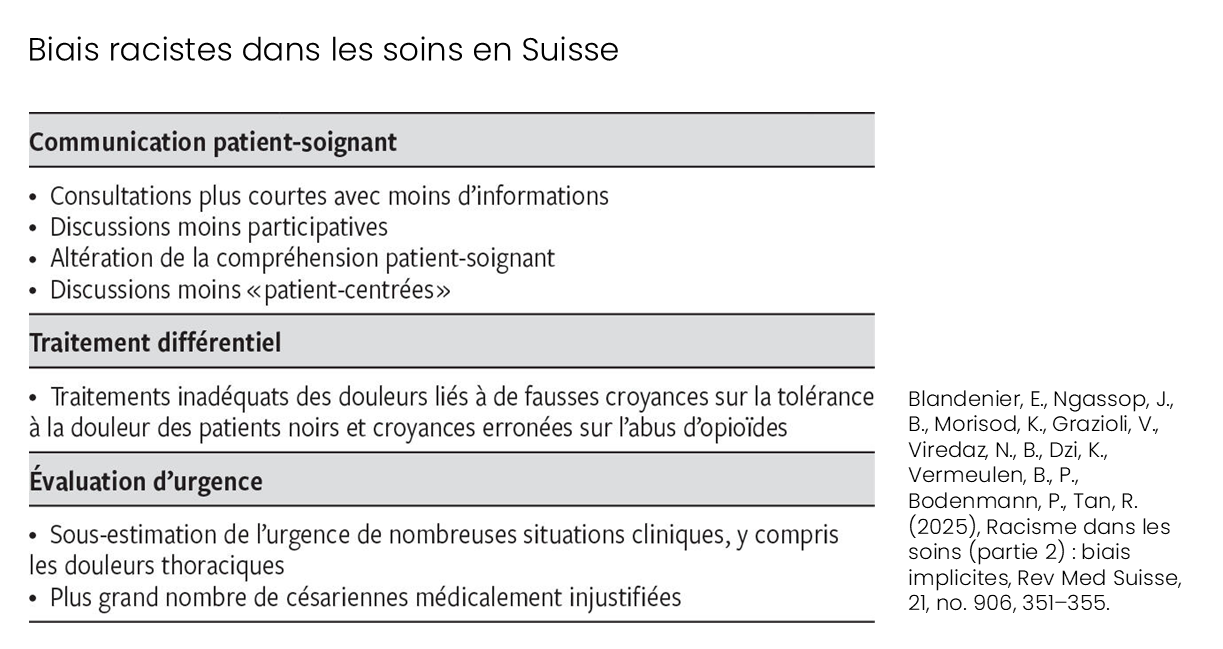 Biais racistes dans les soins en Suisse
Communication patient-soignant
• Consultations plus courtes avec moins d’informations
• Discussions moins participatives
• Altération de la compréhension patient-soignant
• Discussions moins «patient-centrées»
Traitement différentiel
• Traitements inadéquats des douleurs liés à de fausses croyances sur la tolérance
à la douleur des patients noirs et croyances erronées sur l’abus d’opioïdes
Évaluation d’urgence
• Sous-estimation de l’urgence de nombreuses situations cliniques, y compris
les douleurs thoraciques
• Plus grand nombre de césariennes médicalement injustifiées
Blandenier, E., Ngassop, J.,
B., Morisod, K., Grazioli, V.,
Viredaz, N., B., Dzi, K.,
Vermeulen, B., P.,
Bodenmann, P., Tan, R.
(2025), Racisme dans les
soins (partie 2) : biais
implicites, Rev Med Suisse,
21, no. 906, 351–355.